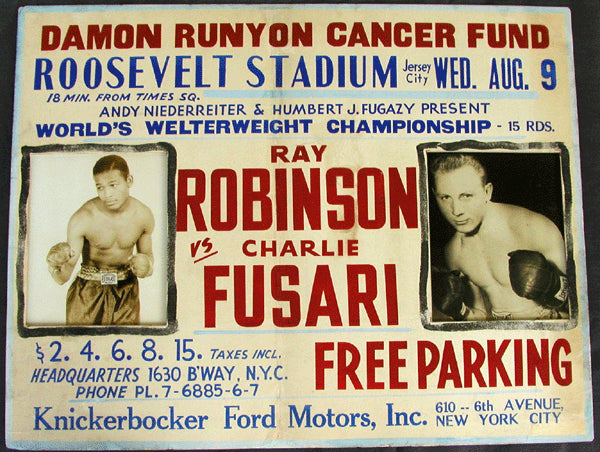 DAMON RUNYON CANCER FUND
ROOSEVELT STADIUM Jersey City WED. AUG. 9
18 MIN. FROM TIMES SQ.
ANDY NIEDERREITER & HUMBERT J. FUGAZY PRESENT
WORLD'S WELTERWEIGHT CHAMPIONSHIP - 15 RDS.
RAY
ROBINSON
VS CHARLIE
FUSARI
$2. 4. 6. 8. 15. TAXES INCL.
HEADQUARTERS 1630 B'WAY, N.Y.C.
PHONE PL. 7-6885-6-7
FREE PARKING
Knickerbocker Ford Motors, Inc. 610 -- 6th AVENUE,
NEW YORK CITY